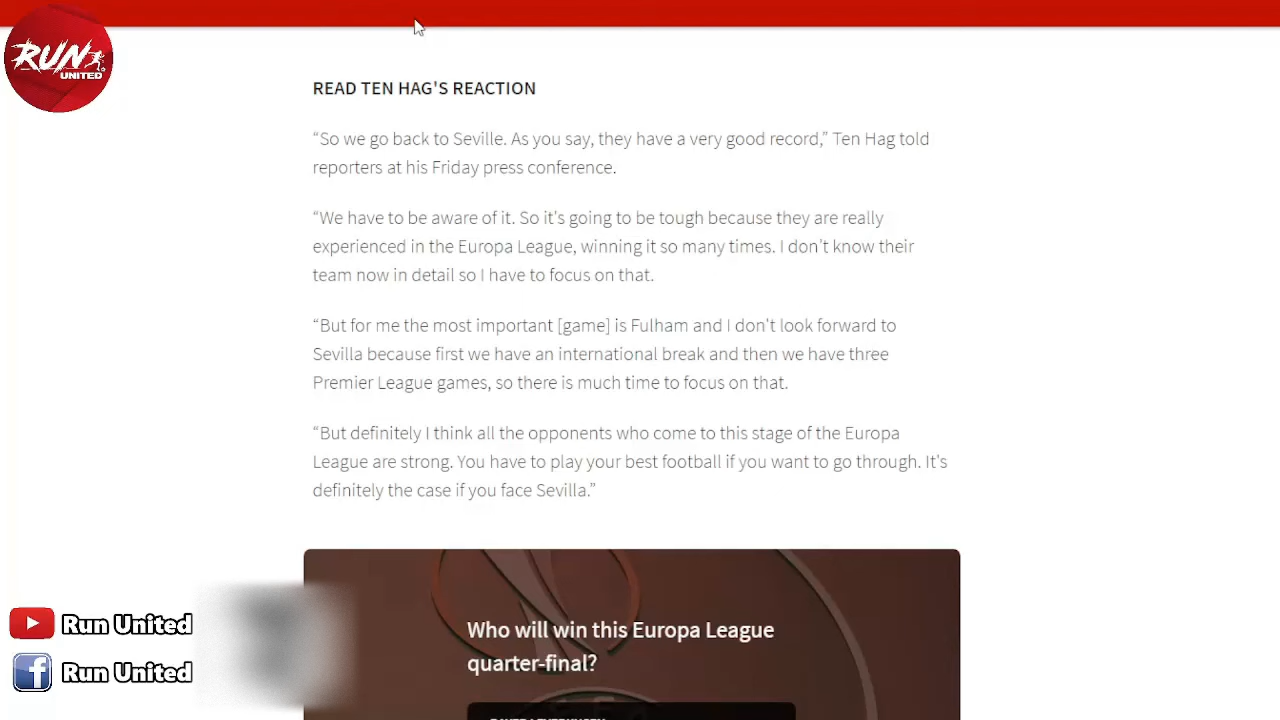 RUN
UNITED
READ TEN HAG'S REACTION
“So we go back to Seville. As you say, they have a very good record,” Ten Hag told
reporters at his Friday press conference.
“We have to be aware of it. So it's going to be tough because they are really
experienced in the Europa League, winning it so many times. I don't know their
team now in detail so I have to focus on that.
“But for me the most important [game] is Fulham and I don't look forward to
Sevilla because first we have an international break and then we have three
Premier League games, so there is much time to focus on that.
“But definitely I think all the opponents who come to this stage of the Europa
League are strong. You have to play your best football if you want to go through. It's
definitely the case if you face Sevilla.”
Who will win this Europa League
quarter-final?
Run United
Run United